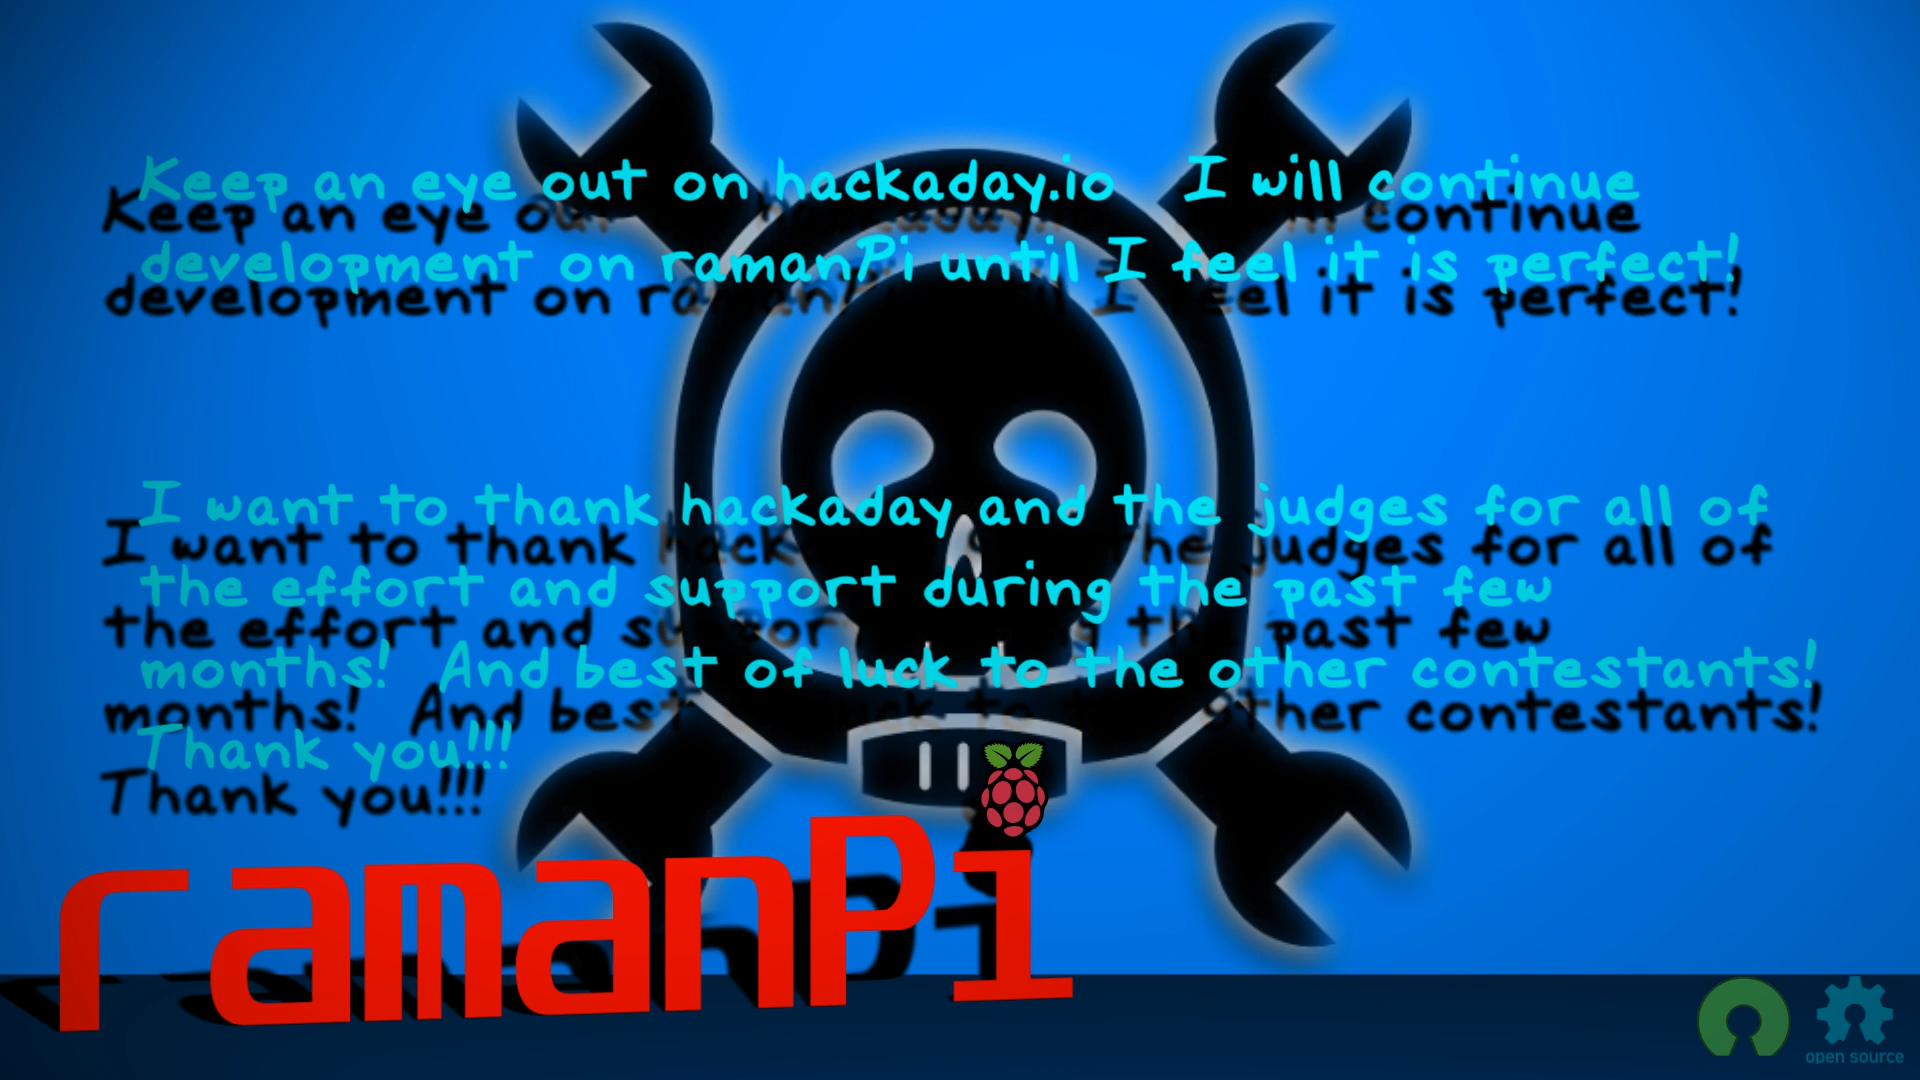 Keep an eye out on hackaday.io I will continue
development on ramanPi until I feel it is perfect!
I want to thank hackaday and the judges for all of
the effort and support during the past few
months! And best of luck to the other contestants!
Thank you!!!
ramanPi
open source